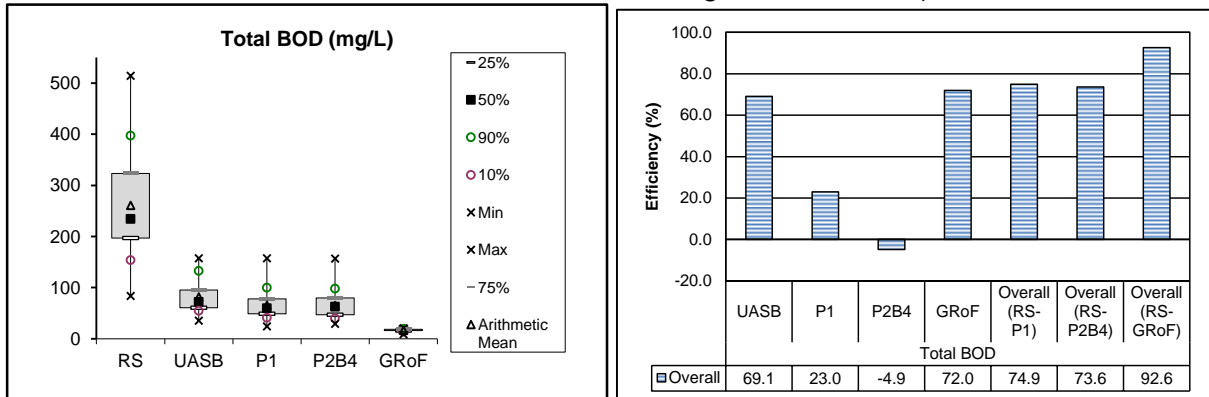 Total BOD (mg/L)
500
400
300
200
100
0
RS UASB P1 P2B4 GRoF
25%
50%
90%
10%
Min
Max
75%
Arithmetic
Mean
Efficiency (%)
100.0
80.0
60.0
40.0
20.0
0.0
-20.0
UASB P1 P2B4 GRoF Overall (RS-P1) Overall (RS-P2B4) Overall (RS-GRoF)
Total BOD
Overall 69.1 23.0 -4.9 72.0 74.9 73.6 92.6